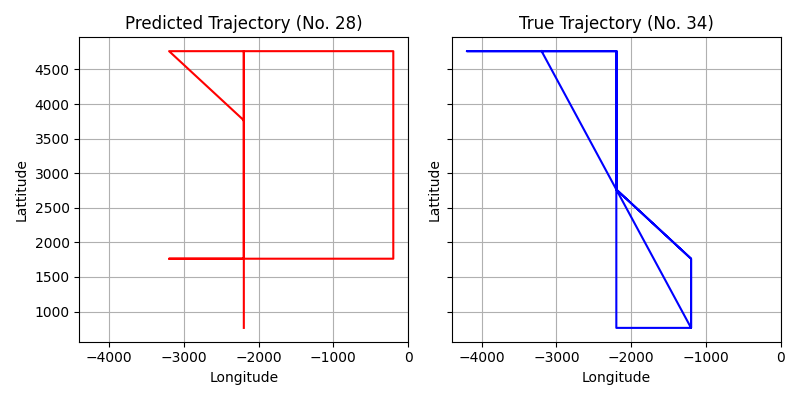 Predicted Trajectory (No. 28)
True Trajectory (No. 34)
4500
4000
3500
3000
2500
2000
1500
1000
Lattitude
Lattitude
−4000 −3000 −2000 −1000 0
−4000 −3000 −2000 −1000 0
Longitude
Longitude